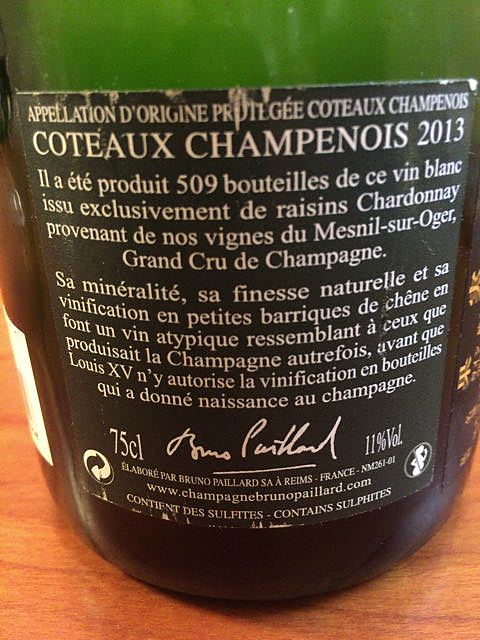 APPELLATION D'ORIGINE PROTÉGÉE COTEAUX CHAMPENOIS
COTEAUX CHAMPENOIS 2013
Il a été produit 509 bouteilles de ce vin blanc
issu exclusivement de raisins Chardonnay
provenant de nos vignes du Mesnil-sur-Oger,
Grand Cru de Champagne.
Sa minéralité, sa finesse naturelle et sa
vinification en petites barriques de chêne en
font un vin atypique ressemblant à ceux que
produisait la Champagne autrefois, avant que
Louis XV n'y autorise la vinification en bouteilles
qui a donné naissance au champagne.
75cl Bruno Paillard 11%Vol.
ÉLABORÉ PAR BRUNO PAILLARD SA À REIMS - FRANCE - NM261-01
www.champagnebrunopaillard.com
CONTIENT DES SULFITES - CONTAINS SULPHITES